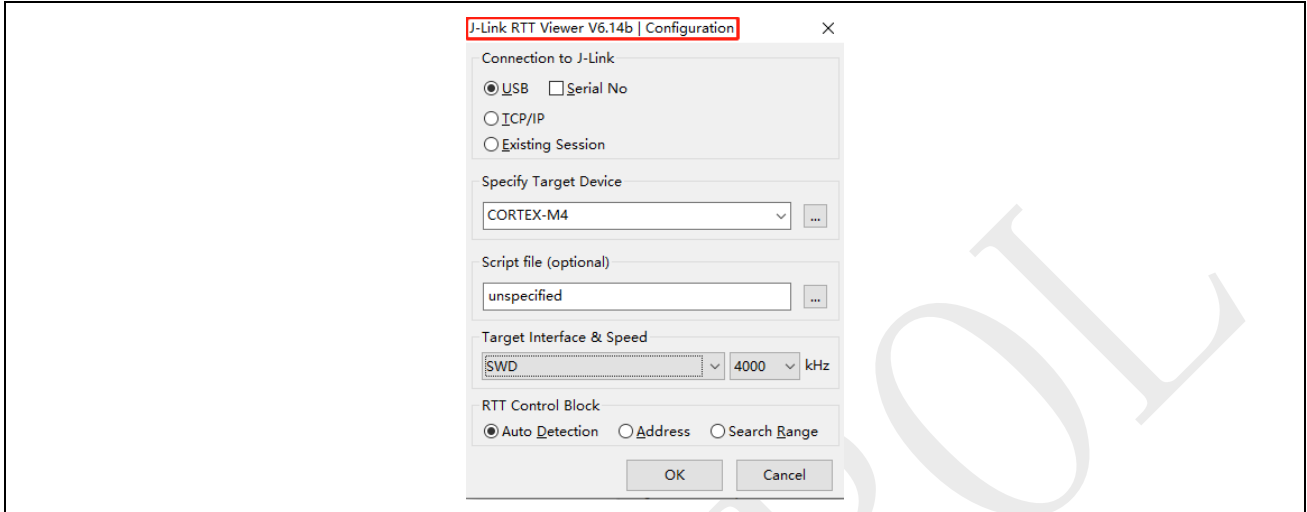 J-Link RTT Viewer V6.14b | Configuration
Connection to J-Link
USB Serial No
TCP/IP
Existing Session
Specify Target Device
CORTEX-M4
...
Script file (optional)
unspecified
...
Target Interface & Speed
SWD 4000 kHz
RTT Control Block
Auto Detection Address Search Range
OK Cancel
POL